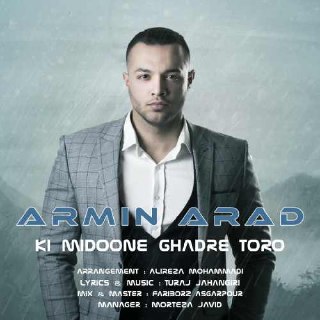 ARMIN ARAD
KI MIDOONE GHADRE TORO
ARRANGEMENT : ALIREZA MOHAMMADI
LYRICS & MUSIC : TURAJ JAHANGIRI
MIX & MASTER : FARIBORZ ASGARPOUR
MANAGER : MORTEZA JAVID